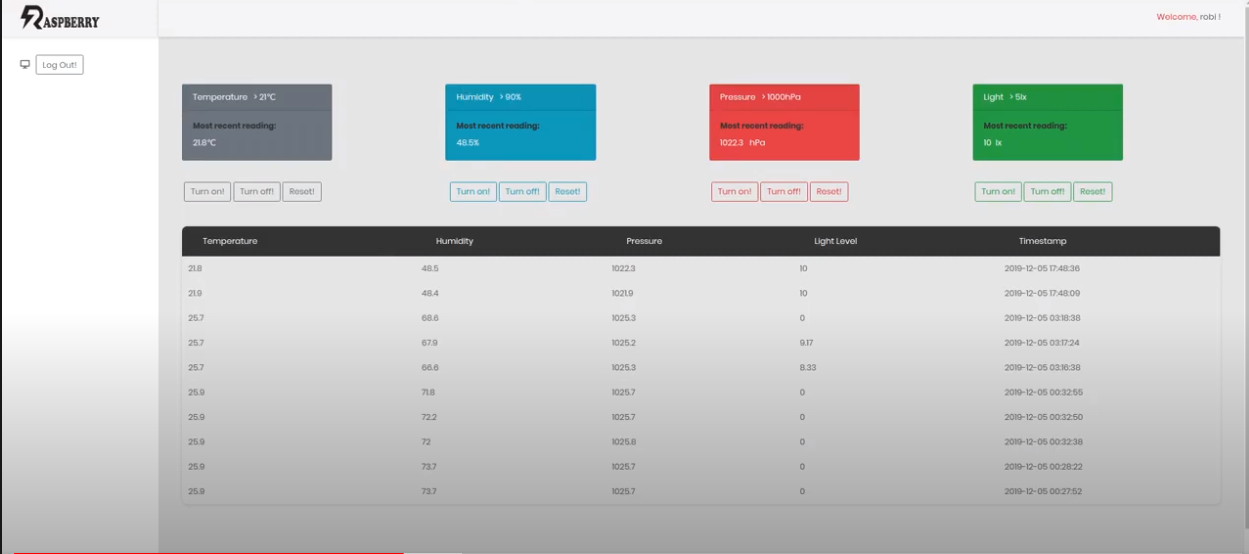 RASPBERRY
Welcome, robi !
Log Out!
Temperature > 21℃
Most recent reading:
21.8℃
Humidity > 90%
Most recent reading:
48.5%
Pressure > 1000hPa
Most recent reading:
1022.3 hPa
Light > 5lx
Most recent reading:
10 lx
Turn on! Turn off! Reset! Turn on! Turn off! Reset! Turn on! Turn off! Reset! Turn on! Turn off! Reset!
Temperature Humidity Pressure Light Level Timestamp
21.8 48.5 1022.3 10 2019-12-05 17:48:36
21.9 48.4 1021.9 10 2019-12-05 17:48:09
25.7 68.6 1025.3 0 2019-12-05 03:18:38
25.7 67.9 1025.2 9.17 2019-12-05 03:17:24
25.7 66.6 1025.3 8.33 2019-12-05 03:16:38
25.9 71.8 1025.7 0 2019-12-05 00:32:55
25.9 72.2 1025.7 0 2019-12-05 00:32:50
25.9 72 1025.8 0 2019-12-05 00:32:38
25.9 73.7 1025.7 0 2019-12-05 00:28:22
25.9 73.7 1025.7 0 2019-12-05 00:27:52